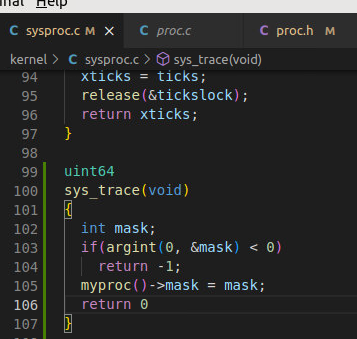 Help
sysproc.c M × proc.c proc.h M
kernel > C sysproc.c > sys_trace(void)
94 xticks = ticks;
95 release(&tickslock);
96 return xticks;
97 }
98
99 uint64
100 sys_trace(void)
101 {
102 int mask;
103 if(argint(0, &mask) < 0)
104 return -1;
105 myproc()->mask = mask;
106 return 0
107 }